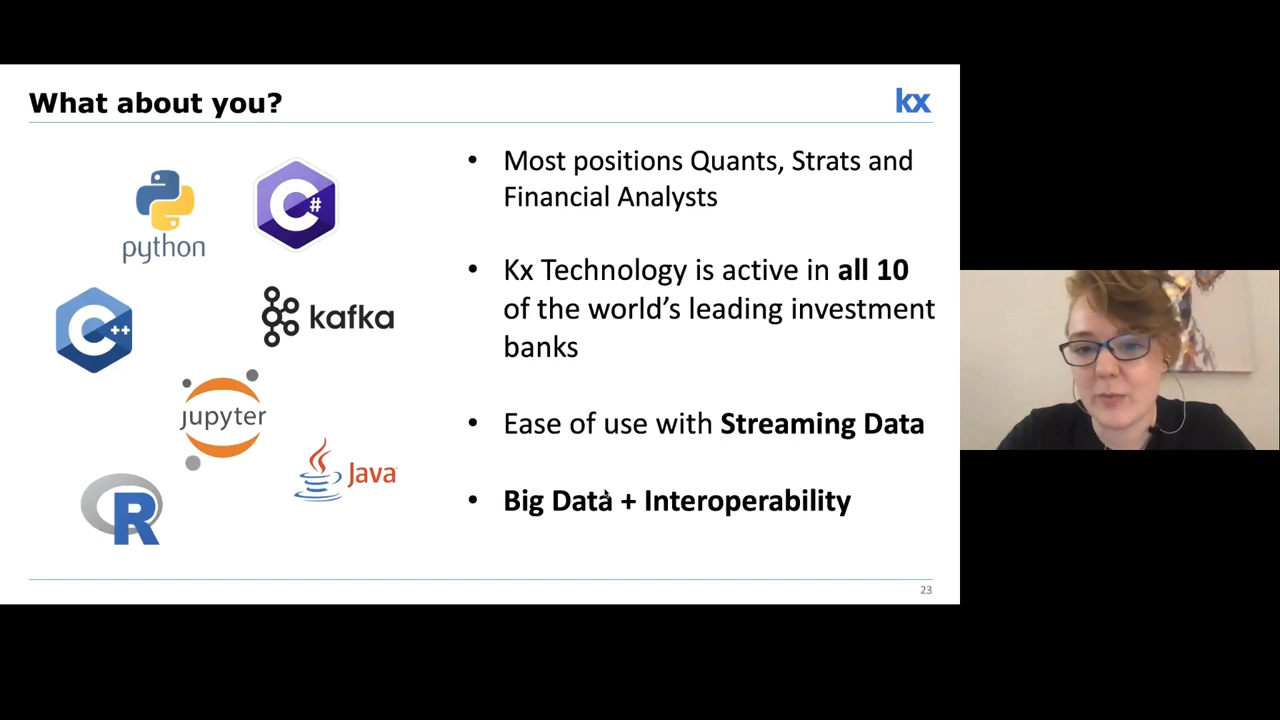 What about you?
kx
python
C#
C++
kafka
jupyter
Java
R
• Most positions Quants, Strats and
Financial Analysts
• Kx Technology is active in all 10
of the world's leading investment
banks
• Ease of use with Streaming Data
• Big Data + Interoperability
23